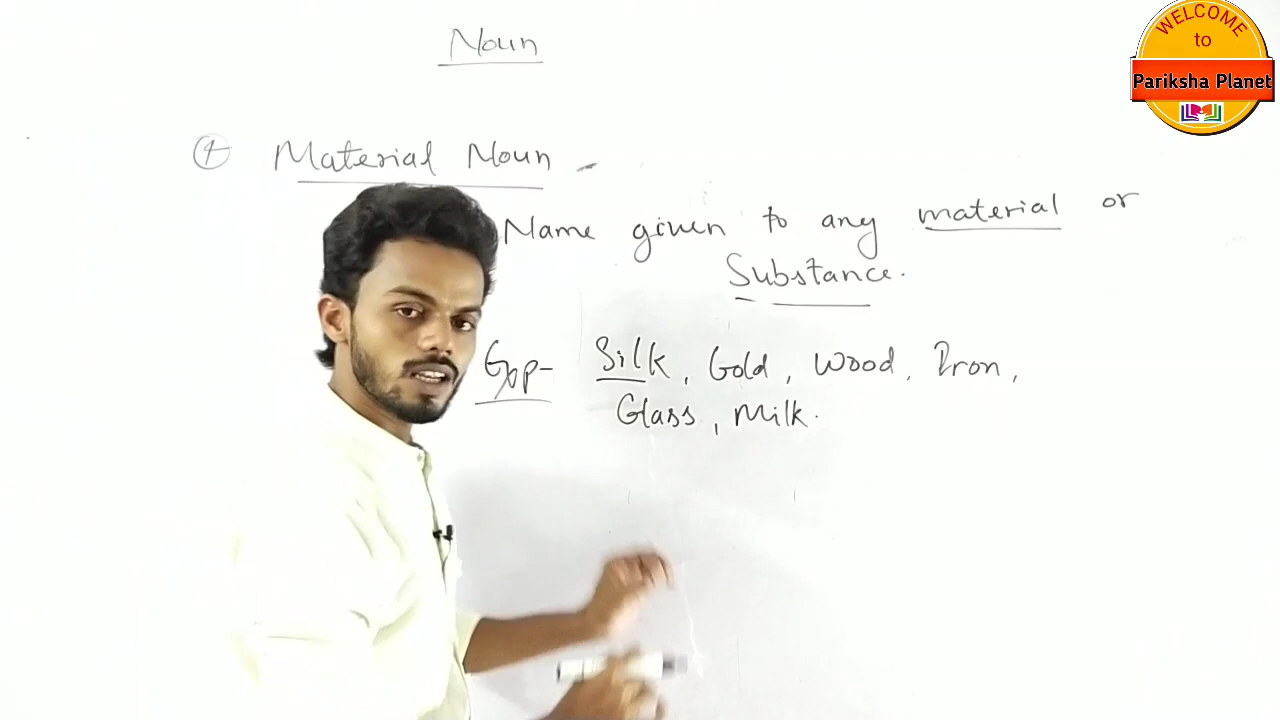 Noun
WELCOME
to
Pariksha Planet
4 Material Noun -
Name given to any material or
Substance.
Exp- Silk, Gold, Wood, Iron,
Glass, Milk.